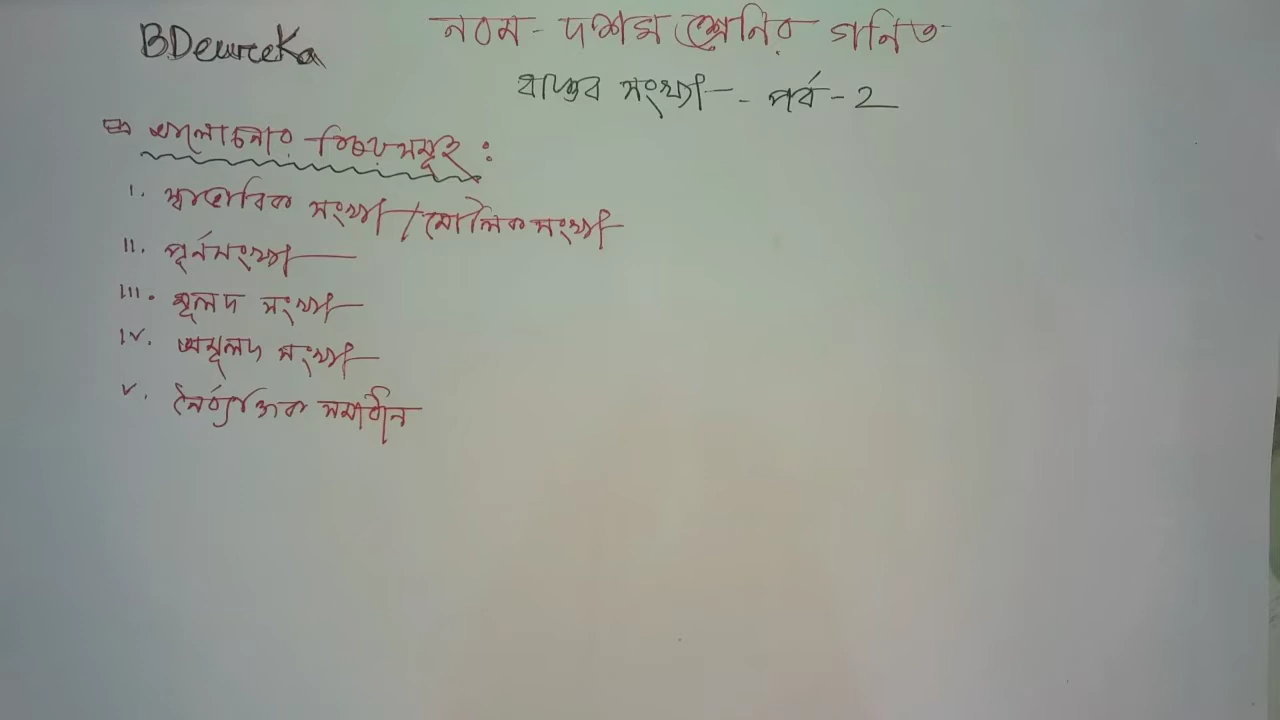 BDeureka
নবম - দশম শ্রেনির গনিত
বাস্তব সংখ্যা - পর্ব - 2
আলোচনার বিষয়সমূহ :
i. স্বাভাবিক সংখ্যা / মৌলিক সংখ্যা
ii. পূর্নসংখ্যা
iii. মূলদ সংখ্যা
iv. অমূলদ সংখ্যা
v. নৈর্ব্যক্তিক সমাধান